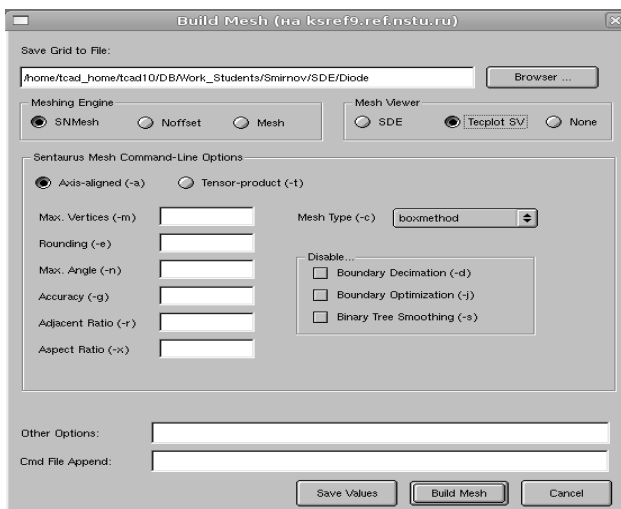 Build Mesh (на ksref9.ref.nstu.ru)
Save Grid to File:
/home/tcad_home/tcad10/DB/Work_Students/Smirnov/SDE/Diode
Browser ...
Meshing Engine
SNMesh
Noffset
Mesh
Mesh Viewer
SDE
Tecplot SV
None
Sentaurus Mesh Command-Line Options
Axis-aligned (-a)
Tensor-product (-t)
Max. Vertices (-m)
Rounding (-e)
Max. Angle (-n)
Accuracy (-g)
Adjacent Ratio (-r)
Aspect Ratio (-x)
Mesh Type (-c)
boxmethod
Disable...
Boundary Decimation (-d)
Boundary Optimization (-j)
Binary Tree Smoothing (-s)
Other Options:
Cmd File Append:
Save Values
Build Mesh
Cancel